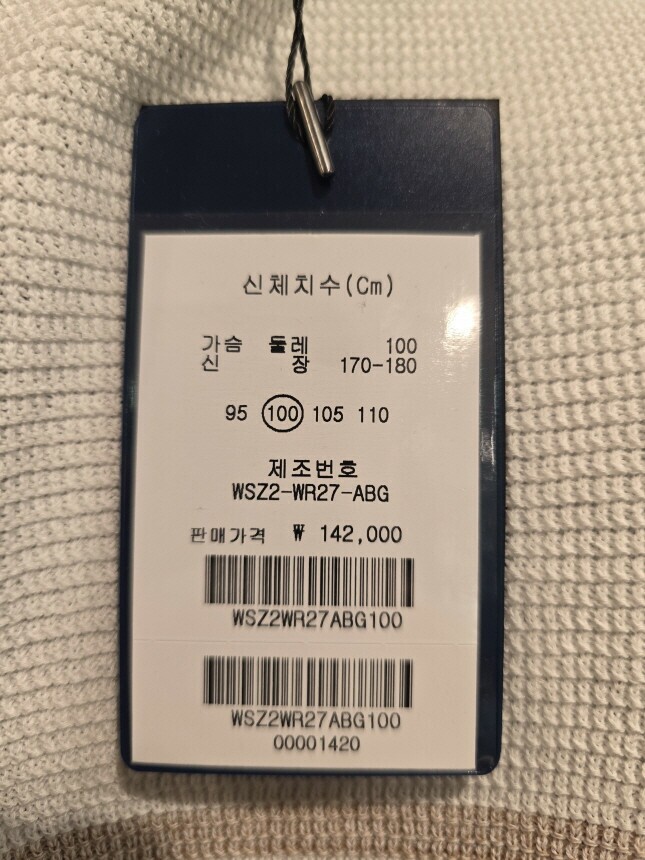 신체치수(Cm)
가슴 둘레 100
신 장 170-180
95 100 105 110
제조번호
WSZ2-WR27-ABG
판매가격 ₩ 142,000
WSZ2WR27ABG100
WSZ2WR27ABG100
00001420